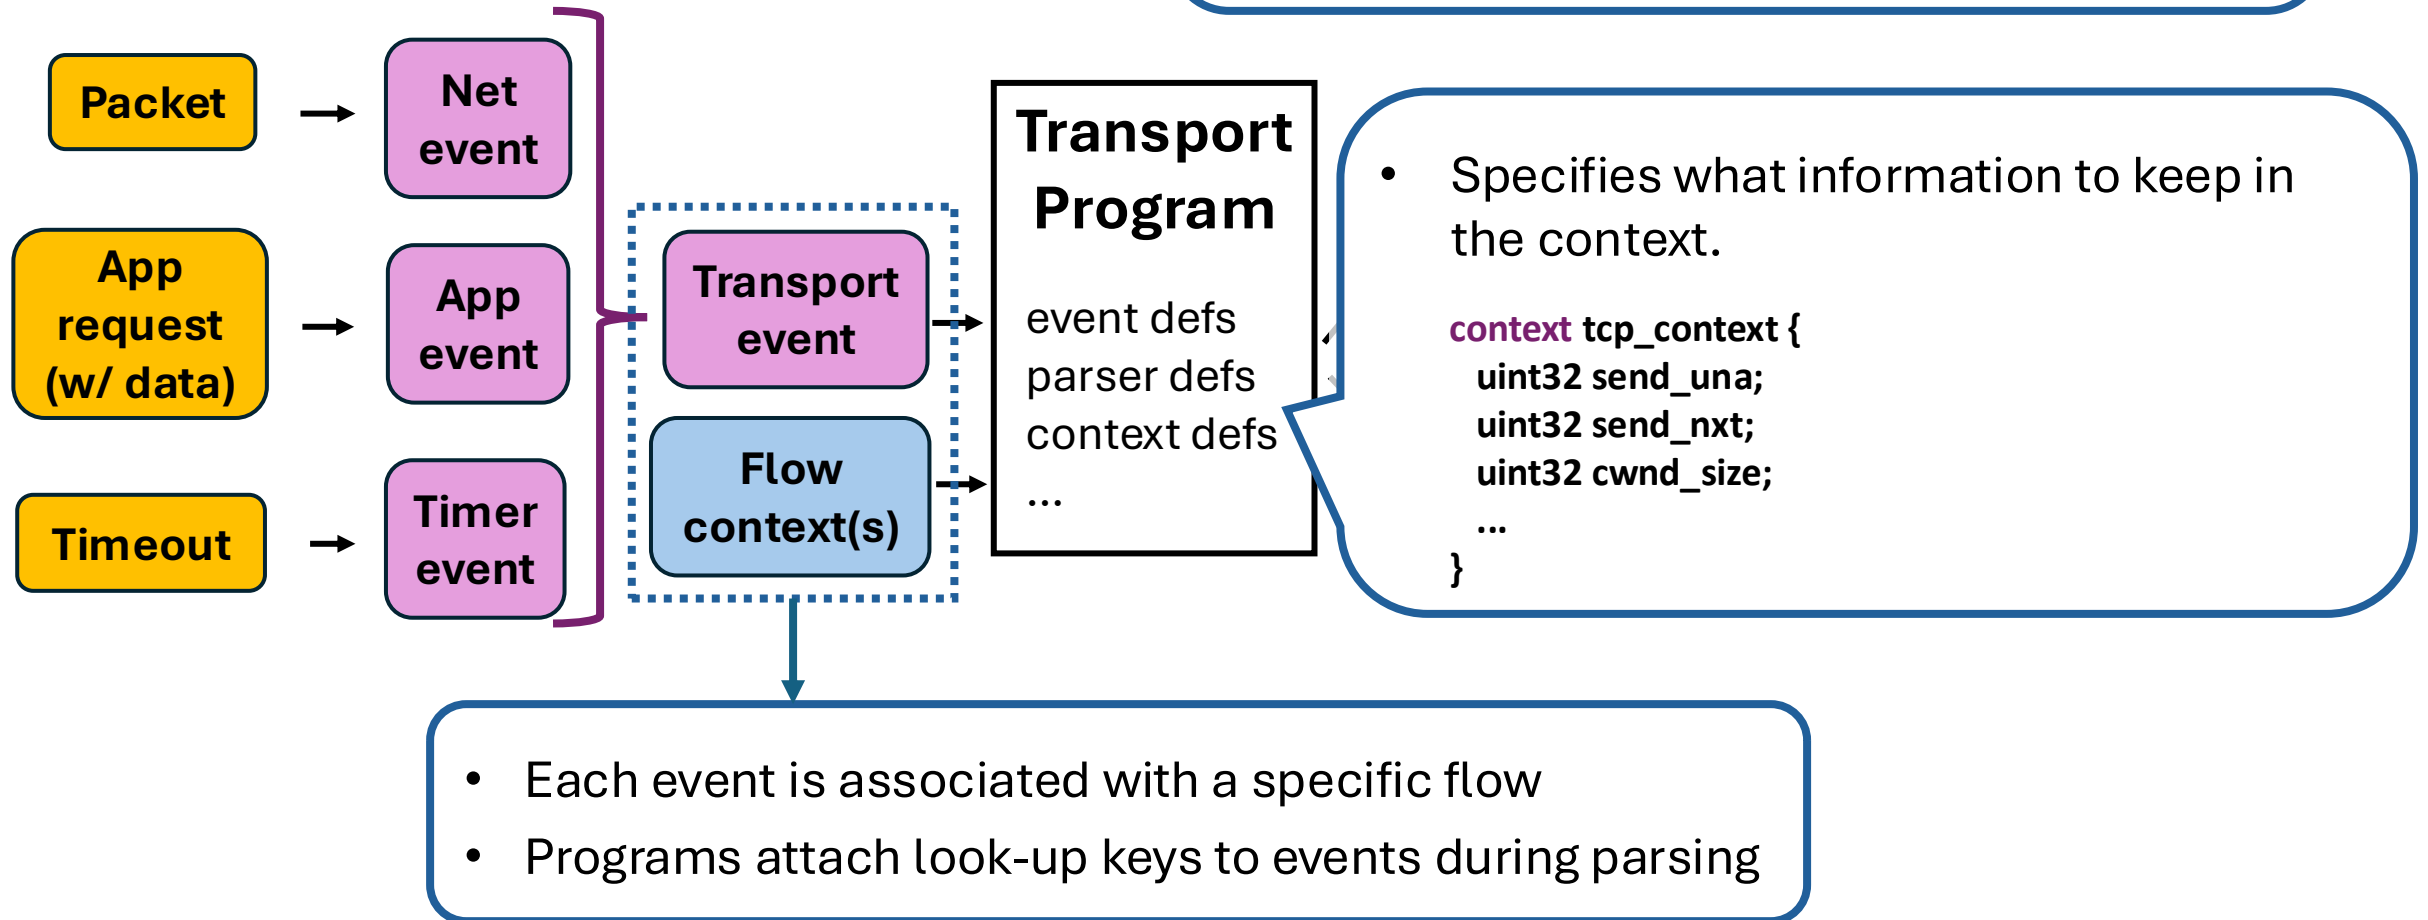 Packet
Net
event
App
request
(w/ data)
App
event
Timeout
Timer
event
Transport
event
Flow
context(s)
Transport
Program
event defs
parser defs
context defs
...
• Specifies what information to keep in
the context.
context tcp_context {
uint32 send_una;
uint32 send_nxt;
uint32 cwnd_size;
...
}
• Each event is associated with a specific flow
• Programs attach look-up keys to events during parsing